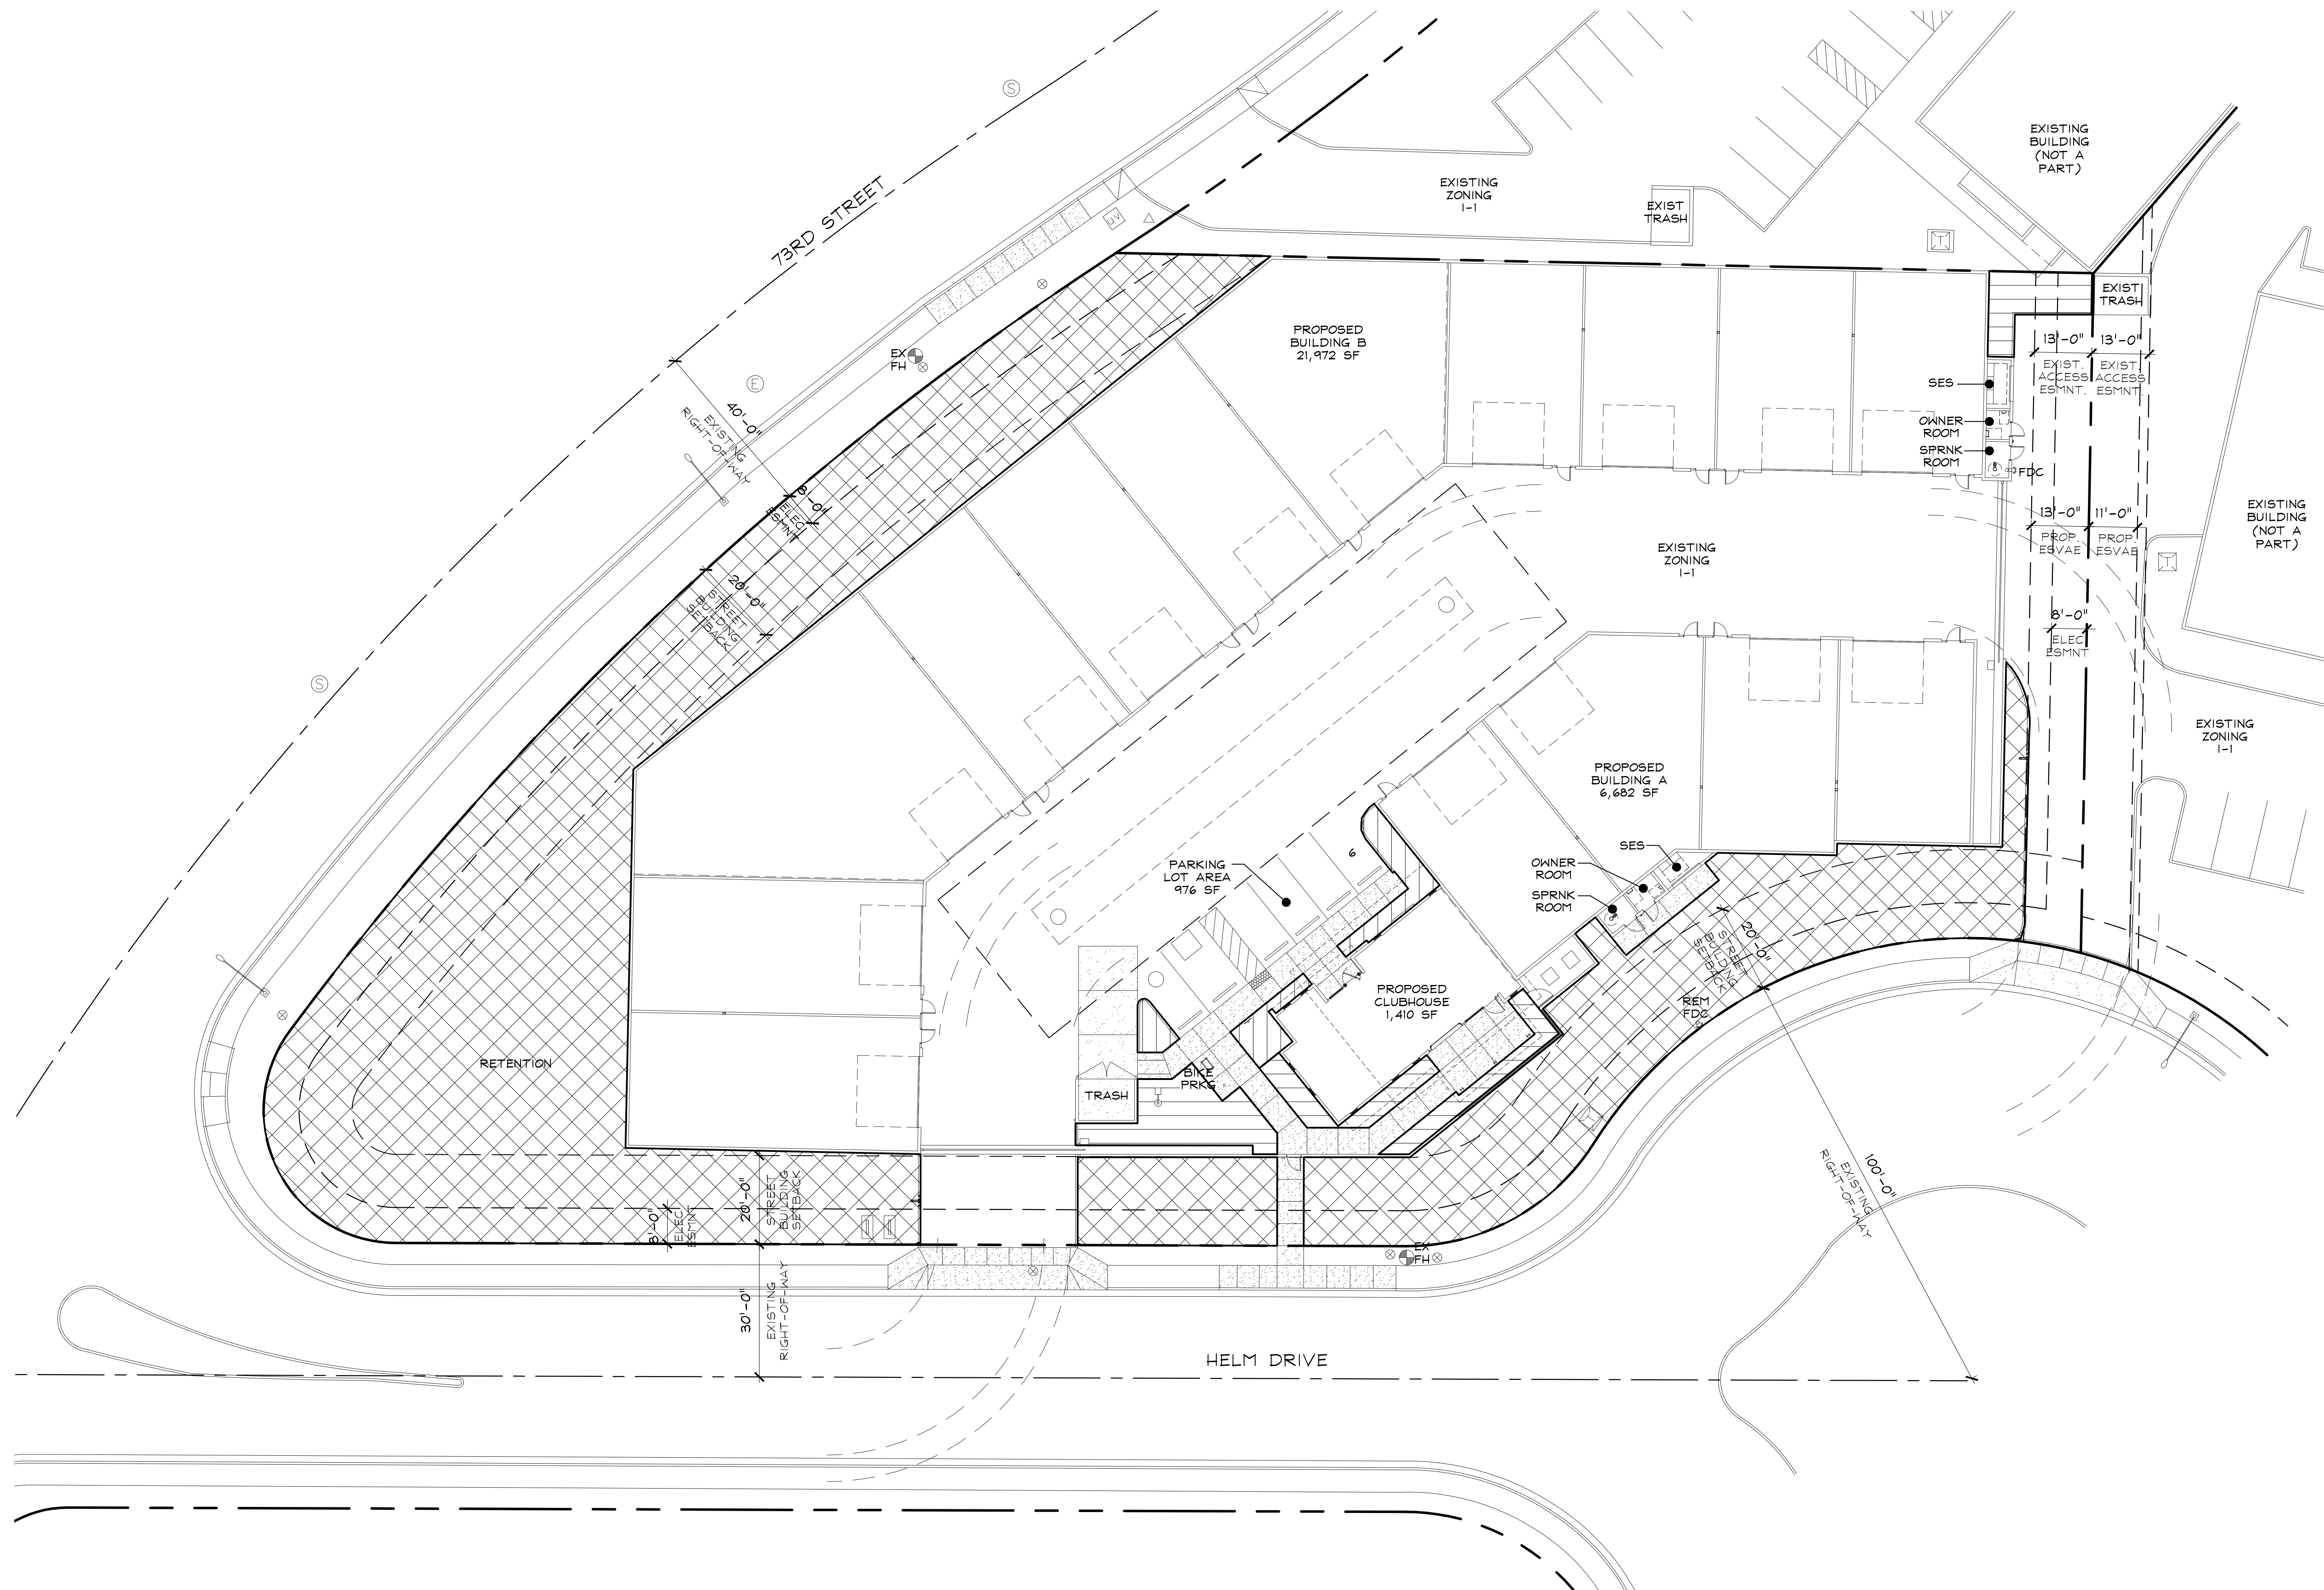 S
EXISTING
BUILDING
(NOT A
PART)
73RD STREET
EXISTING
ZONING
I-1
EXIST
TRASH
UV
T
EXIST
TRASH
PROPOSED
BUILDING B
21,972 SF
EX
FH
E
13'-0"
13'-0"
EXIST.
ACCESS
ESMNT.
EXIST.
ACCESS
ESMNT.
SES
OWNER
ROOM
SPRNK
ROOM
FDC
40'-0"
EXISTING
RIGHT-OF-WAY
8'-0"
ELEC
ESMNT
13'-0"
11'-0"
PROP.
ESVAE
PROP.
ESVAE
EXISTING
BUILDING
(NOT A
PART)
EXISTING
ZONING
I-1
T
20'-0"
STREET
BUILDING
SETBACK
8'-0"
ELEC
ESMNT
S
EXISTING
ZONING
I-1
PROPOSED
BUILDING A
6,682 SF
6
SES
PARKING
LOT AREA
976 SF
OWNER
ROOM
SPRNK
ROOM
20'-0"
STREET
BUILDING
SETBACK
PROPOSED
CLUBHOUSE
1,410 SF
REM
FDC
RETENTION
BIKE
PRKG
TRASH
T
100'-0"
EXISTING
RIGHT-OF-WAY
8'-0"
ELEC
ESMNT
20'-0"
STREET
BUILDING
SETBACK
EX
FH
30'-0"
EXISTING
RIGHT-OF-WAY
HELM DRIVE